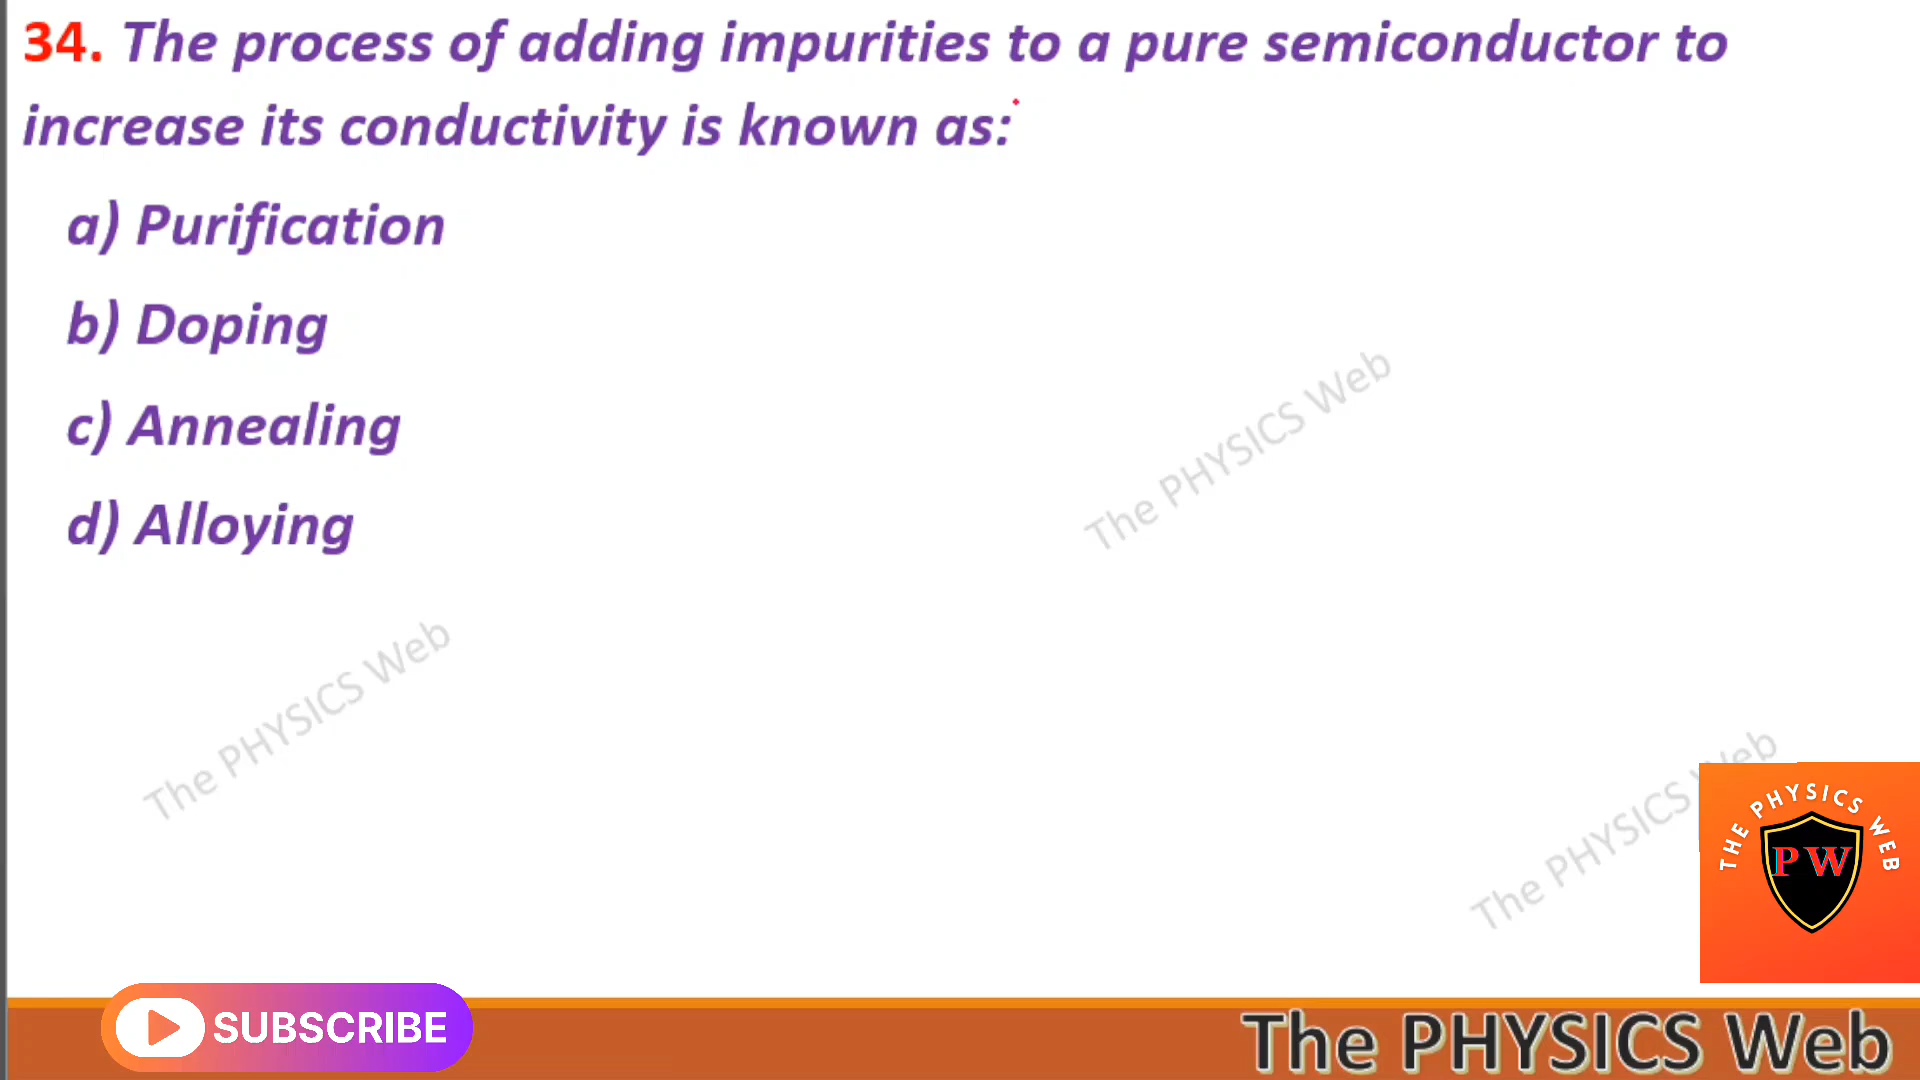 34. The process of adding impurities to a pure semiconductor to
increase its conductivity is known as:
a) Purification
b) Doping
c) Annealing
d) Alloying
The PHYSICS Web
The PHYSICS Web
The PHYSICS Web
THE PHYSICS WEB
PW
SUBSCRIBE
The PHYSICS Web